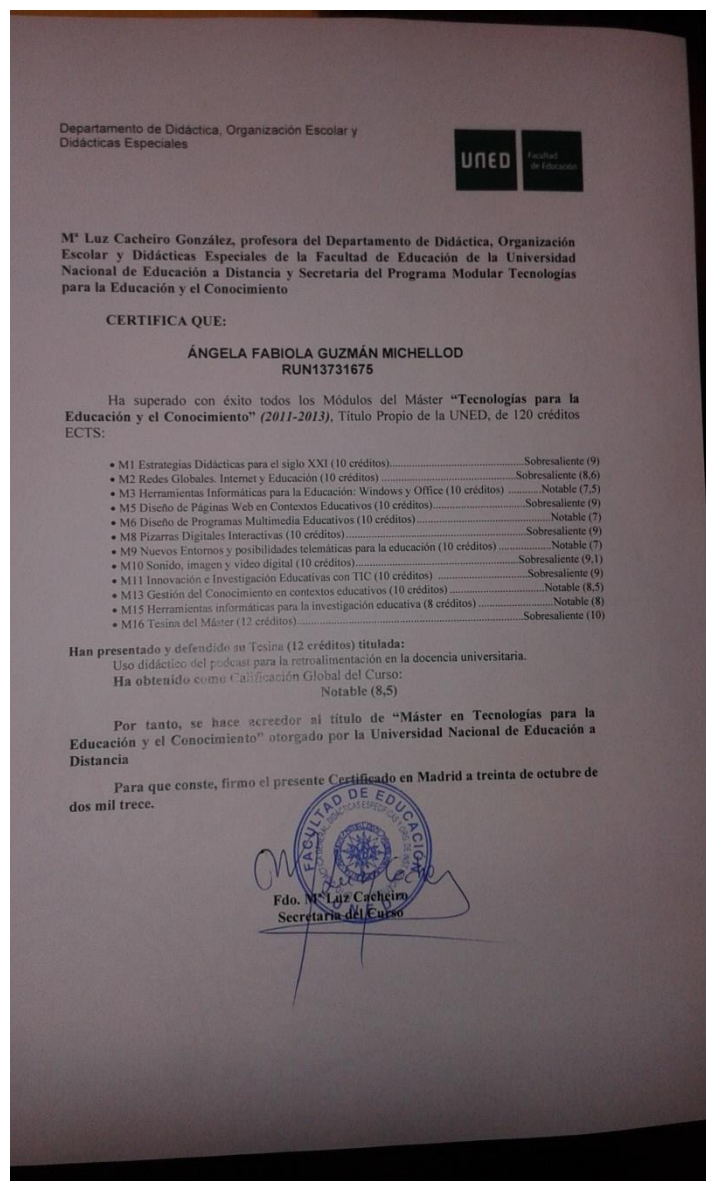 Departamento de Didáctica, Organización Escolar y
Didácticas Especiales
UNED
Facultad
de Educación
Mª Luz Cacheiro González, profesora del Departamento de Didáctica, Organización
Escolar y Didácticas Especiales de la Facultad de Educación de la Universidad
Nacional de Educación a Distancia y Secretaria del Programa Modular Tecnologías
para la Educación y el Conocimiento
CERTIFICA QUE:
ÁNGELA FABIOLA GUZMÁN MICHELLOD
RUN13731675
Ha superado con éxito todos los Módulos del Máster “Tecnologías para la
Educación y el Conocimiento” (2011-2013), Título Propio de la UNED, de 120 créditos
ECTS:
• M1 Estrategias Didácticas para el siglo XXI (10 créditos)..............................................Sobresaliente (9)
• M2 Redes Globales. Internet y Educación (10 créditos) ..............................................Sobresaliente (8,6)
• M3 Herramientas Informáticas para la Educación: Windows y Office (10 créditos) ...........Notable (7,5)
• M5 Diseño de Páginas Web en Contextos Educativos (10 créditos)................................Sobresaliente (9)
• M6 Diseño de Programas Multimedia Educativos (10 créditos)..............................................Notable (7)
• M8 Pizarras Digitales Interactivas (10 créditos)..............................................................Sobresaliente (9)
• M9 Nuevos Entornos y posibilidades telemáticas para la educación (10 créditos) ..................Notable (7)
• M10 Sonido, imagen y video digital (10 créditos)........................................................Sobresaliente (9,1)
• M11 Innovación e Investigación Educativas con TIC (10 créditos) ...............................Sobresaliente (9)
• M13 Gestión del Conocimiento en contextos educativos (10 créditos) ................................Notable (8,5)
• M15 Herramientas informáticas para la investigación educativa (8 créditos) ..........................Notable (8)
• M16 Tesina del Máster (12 créditos)..............................................................................Sobresaliente (10)
Han presentado y defendido su Tesina (12 créditos) titulada:
Uso didáctico del podcast para la retroalimentación en la docencia universitaria.
Ha obtenido como Calificación Global del Curso:
Notable (8,5)
Por tanto, se hace acreedor al título de “Máster en Tecnologías para la
Educación y el Conocimiento” otorgado por la Universidad Nacional de Educación a
Distancia
Para que conste, firmo el presente Certificado en Madrid a treinta de octubre de
dos mil trece.
FACULTAD DE EDUCACIÓN
UNED
Fdo. Mª Luz Cacheiro
Secretaria del Curso